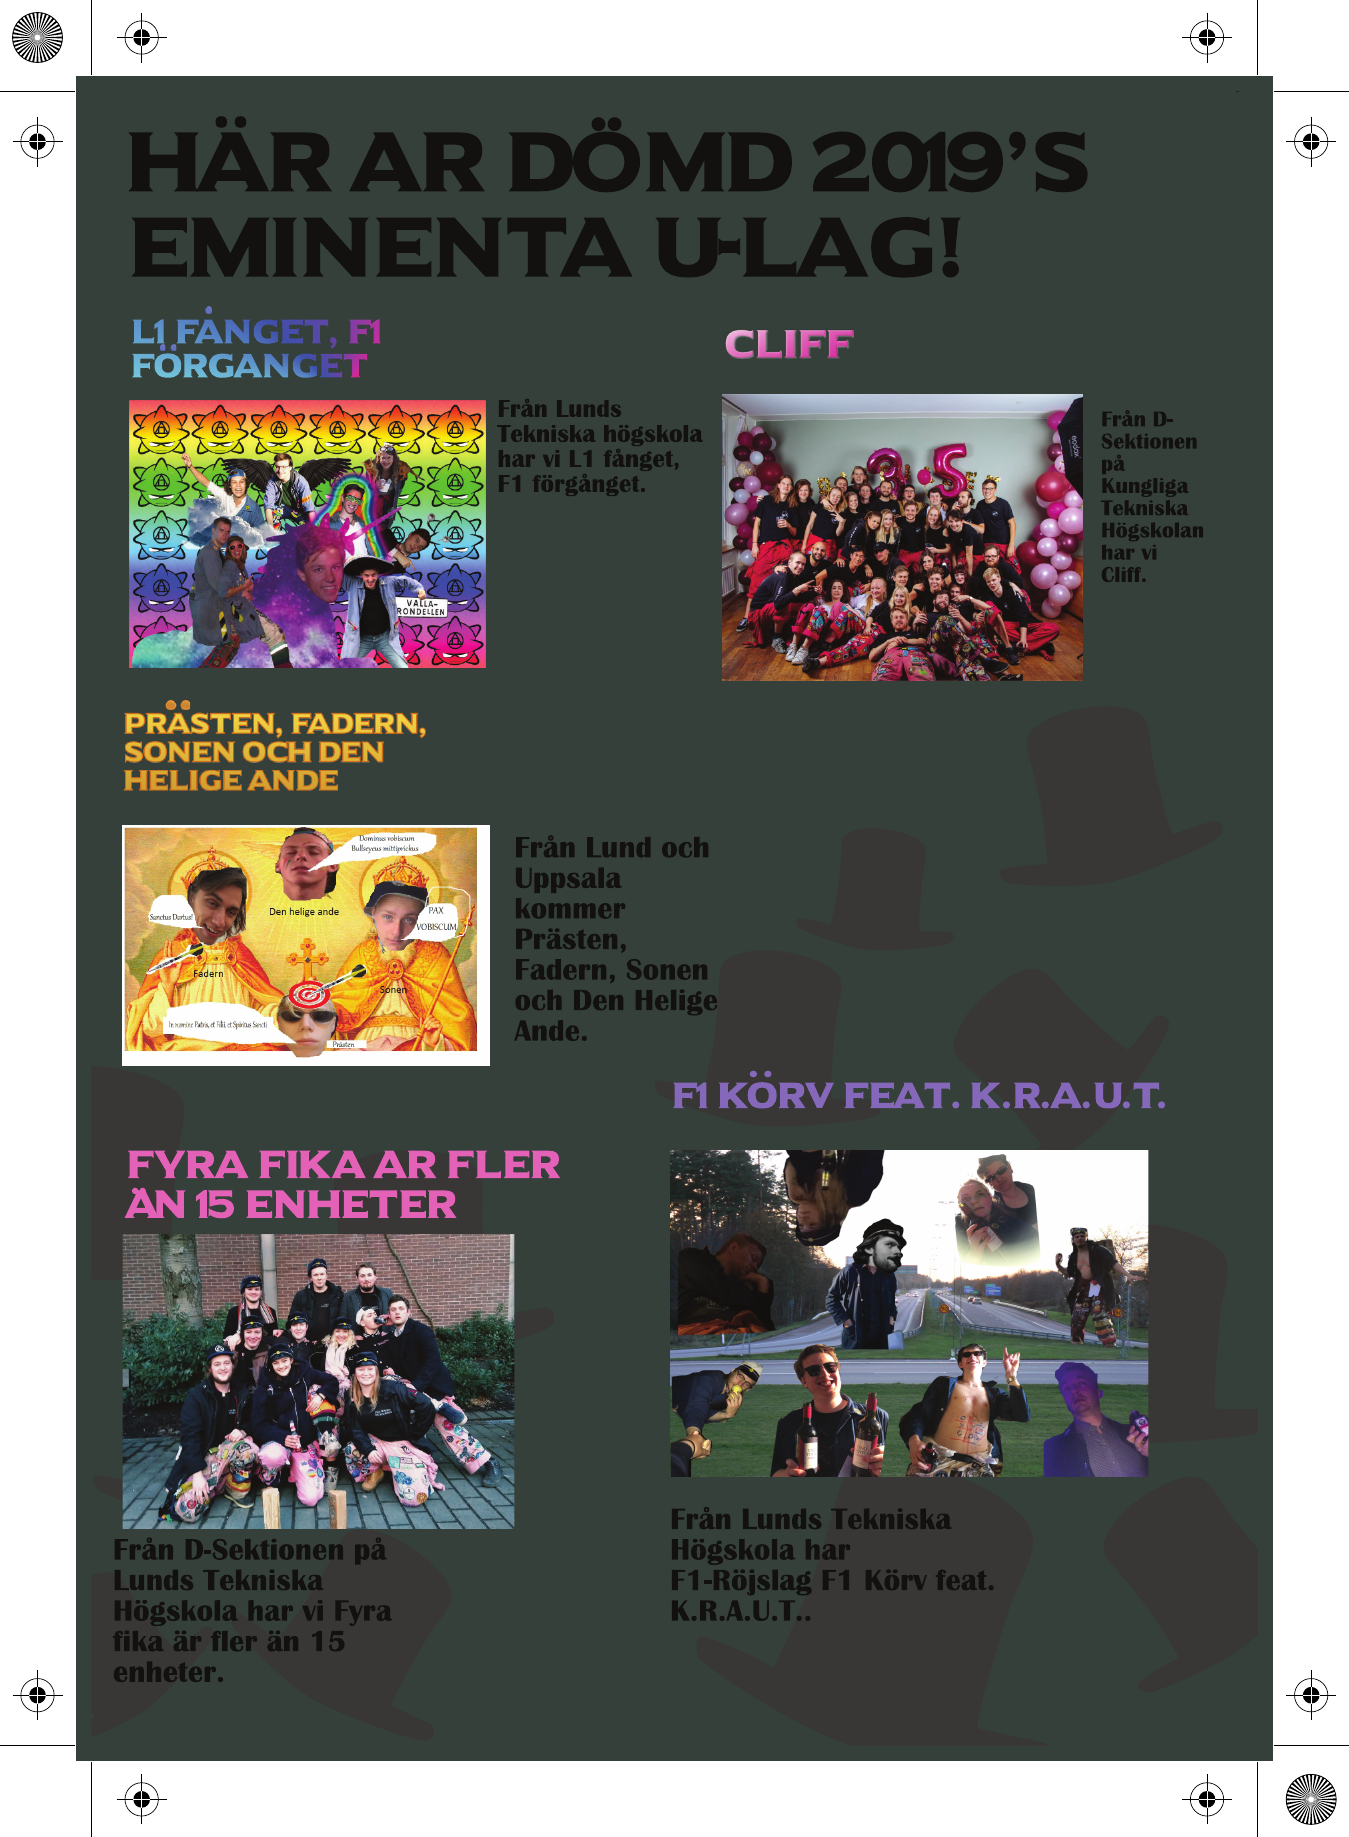 HÄR AR DÖMD 2019’S
EMINENTA U-LAG!
L1 FÅNGET, F1
FÖRGANGET
VALLA-
RONDELLEN
Från Lunds
Tekniska högskola
har vi L1 fånget,
F1 förgånget.
CLIFF
3.5
Från D-
Sektionen
på
Kungliga
Tekniska
Högskolan
har vi
Cliff.
PRÄSTEN, FADERN,
SONEN OCH DEN
HELIGE ANDE
Dominus vobiscum
Bullseyeus mittiprickus
Sanctus Dartus!
Den helige ande
PAX
VOBISCUM
Fadern
Sonen
In nomine Patris, et Filii, et Spiritus Sancti
Prästen
Från Lund och
Uppsala
kommer
Prästen,
Fadern, Sonen
och Den Helige
Ande.
F1 KÖRV FEAT. K.R.A.U.T.
Från Lunds Tekniska
Högskola har
F1-Röjslag F1 Körv feat.
K.R.A.U.T..
FYRA FIKA AR FLER
ÄN 15 ENHETER
Från D-Sektionen på
Lunds Tekniska
Högskola har vi Fyra
fika är fler än 15
enheter.